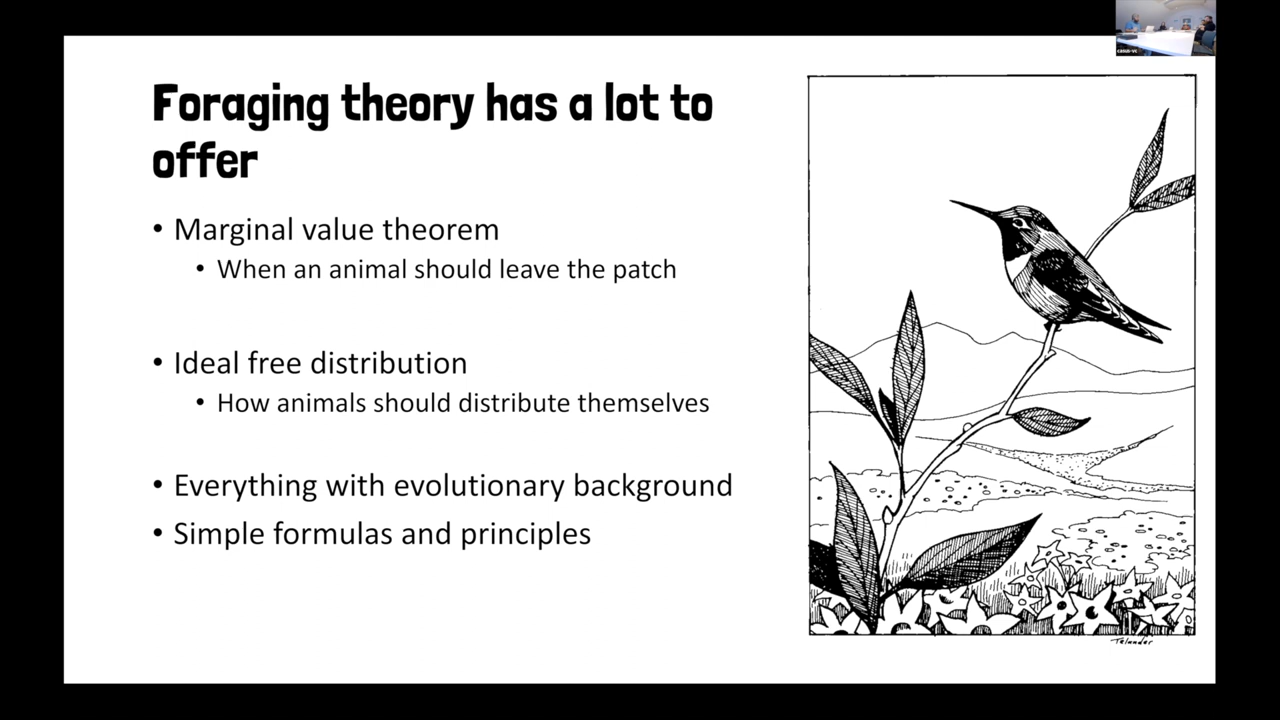 Foraging theory has a lot to
offer
• Marginal value theorem
• When an animal should leave the patch
• Ideal free distribution
• How animals should distribute themselves
• Everything with evolutionary background
• Simple formulas and principles
Telander